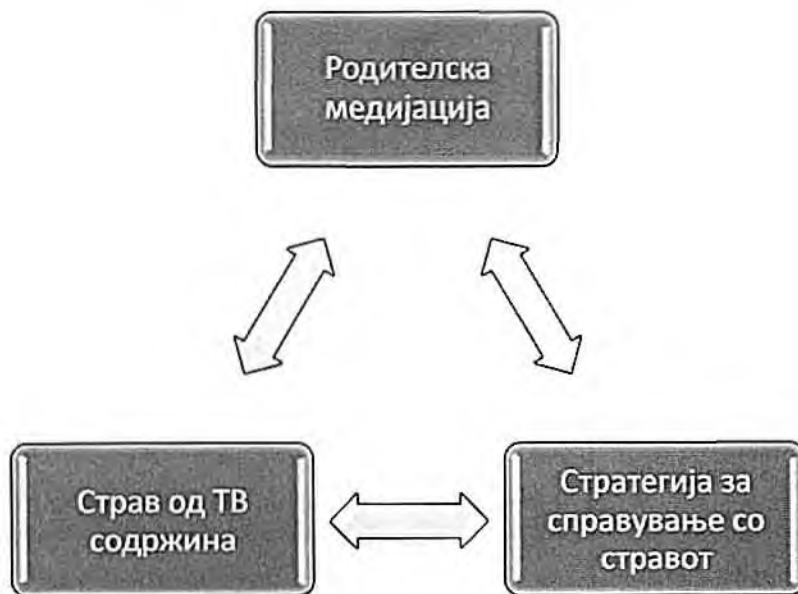 Родителска
медијација
Страв од ТВ
содржина
Стратегија за
справување со
стравот